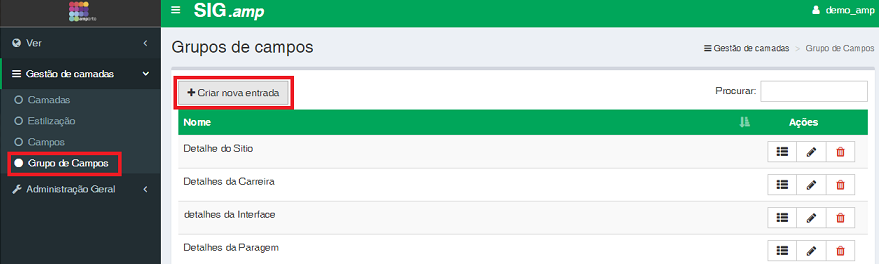 SIG.amp
demo_amp
Ver
Gestão de camadas
Camadas
Estilização
Campos
Grupo de Campos
Administração Geral
Grupos de campos
Gestão de camadas > Grupo de Campos
+ Criar nova entrada
Procurar:
Nome Ações
Detalhe do Sitio
Detalhes da Carreira
detalhes da Interface
Detalhes da Paragem